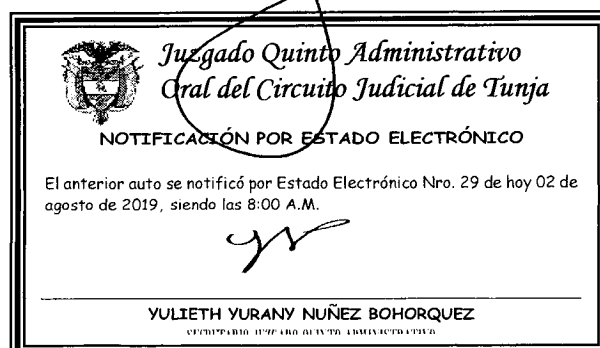 Juzgado Quinto Administrativo
Oral del Circuito Judicial de Tunja
NOTIFICACIÓN POR ESTADO ELECTRÓNICO
El anterior auto se notificó por Estado Electrónico Nro. 29 de hoy 02 de
agosto de 2019, siendo las 8:00 A.M.
YULIETH YURANY NUÑEZ BOHORQUEZ